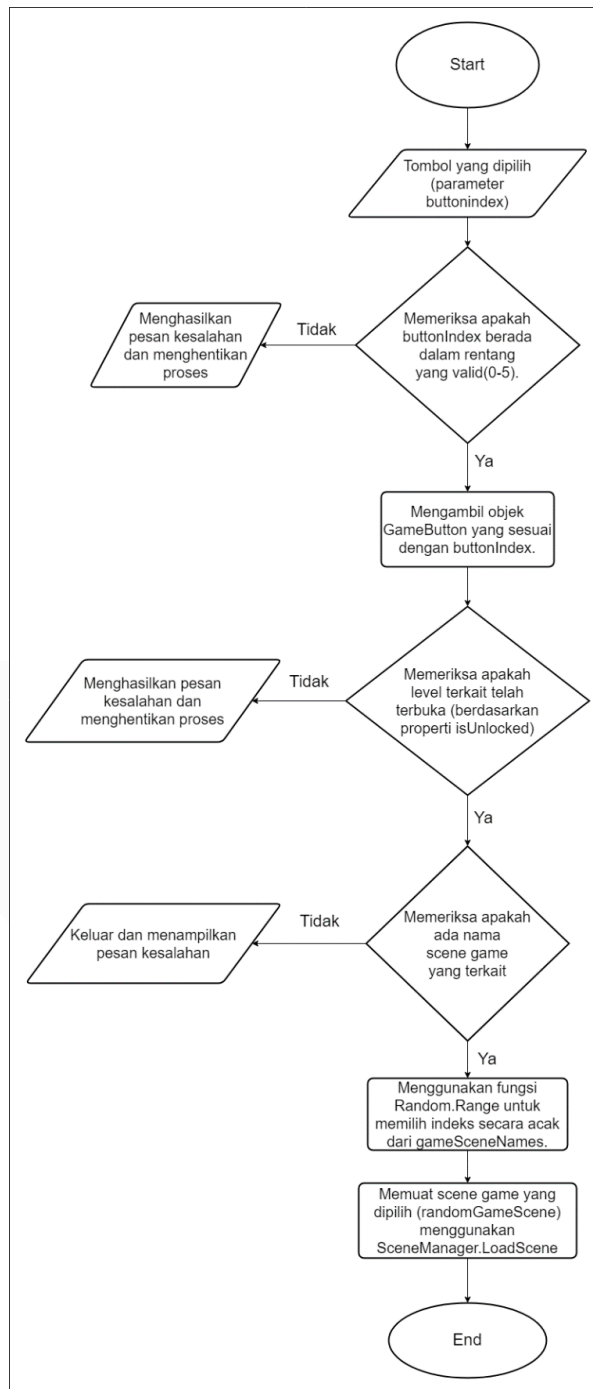 Start
Tombol yang dipilih
(parameter
buttonindex)
Memeriksa apakah
buttonIndex berada
dalam rentang
yang valid(0-5).
Tidak
Menghasilkan
pesan kesalahan
dan menghentikan
proses
Ya
Mengambil objek
GameButton yang sesuai
dengan buttonIndex.
Memeriksa apakah
level terkait telah
terbuka (berdasarkan
properti isUnlocked)
Tidak
Menghasilkan pesan
kesalahan dan
menghentikan proses
Ya
Memeriksa apakah
ada nama
scene game
yang terkait
Tidak
Keluar dan menampilkan
pesan kesalahan
Ya
Menggunakan fungsi
Random.Range untuk
memilih indeks secara acak
dari gameSceneNames.
Memuat scene game yang
dipilih (randomGameScene)
menggunakan
SceneManager.LoadScene
End